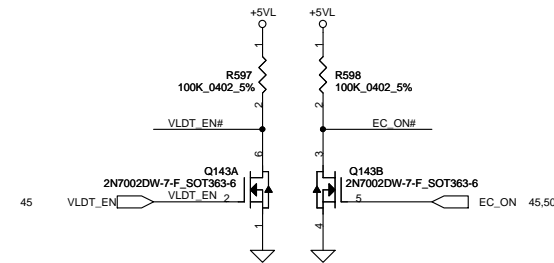 +5VL
+5VL
1
1
R597
100K_0402_5%
R598
100K_0402_5%
2
2
VLDT_EN#
EC_ON#
6
3
Q143A
2N7002DW-7-F_SOT363-6
Q143B
2N7002DW-7-F_SOT363-6
45
VLDT_EN
VLDT_EN
2
5
EC_ON
45,50
1
4